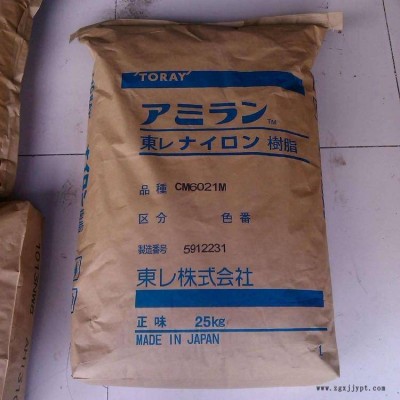 'TORAY'
アミラン TM
東レ ナイロン 樹脂
品種 CM6021M
区分 色番
製造番号 5912231
東レ株式会社
正味 25kg
MADE IN JAPAN
www.zgxjjypt.com